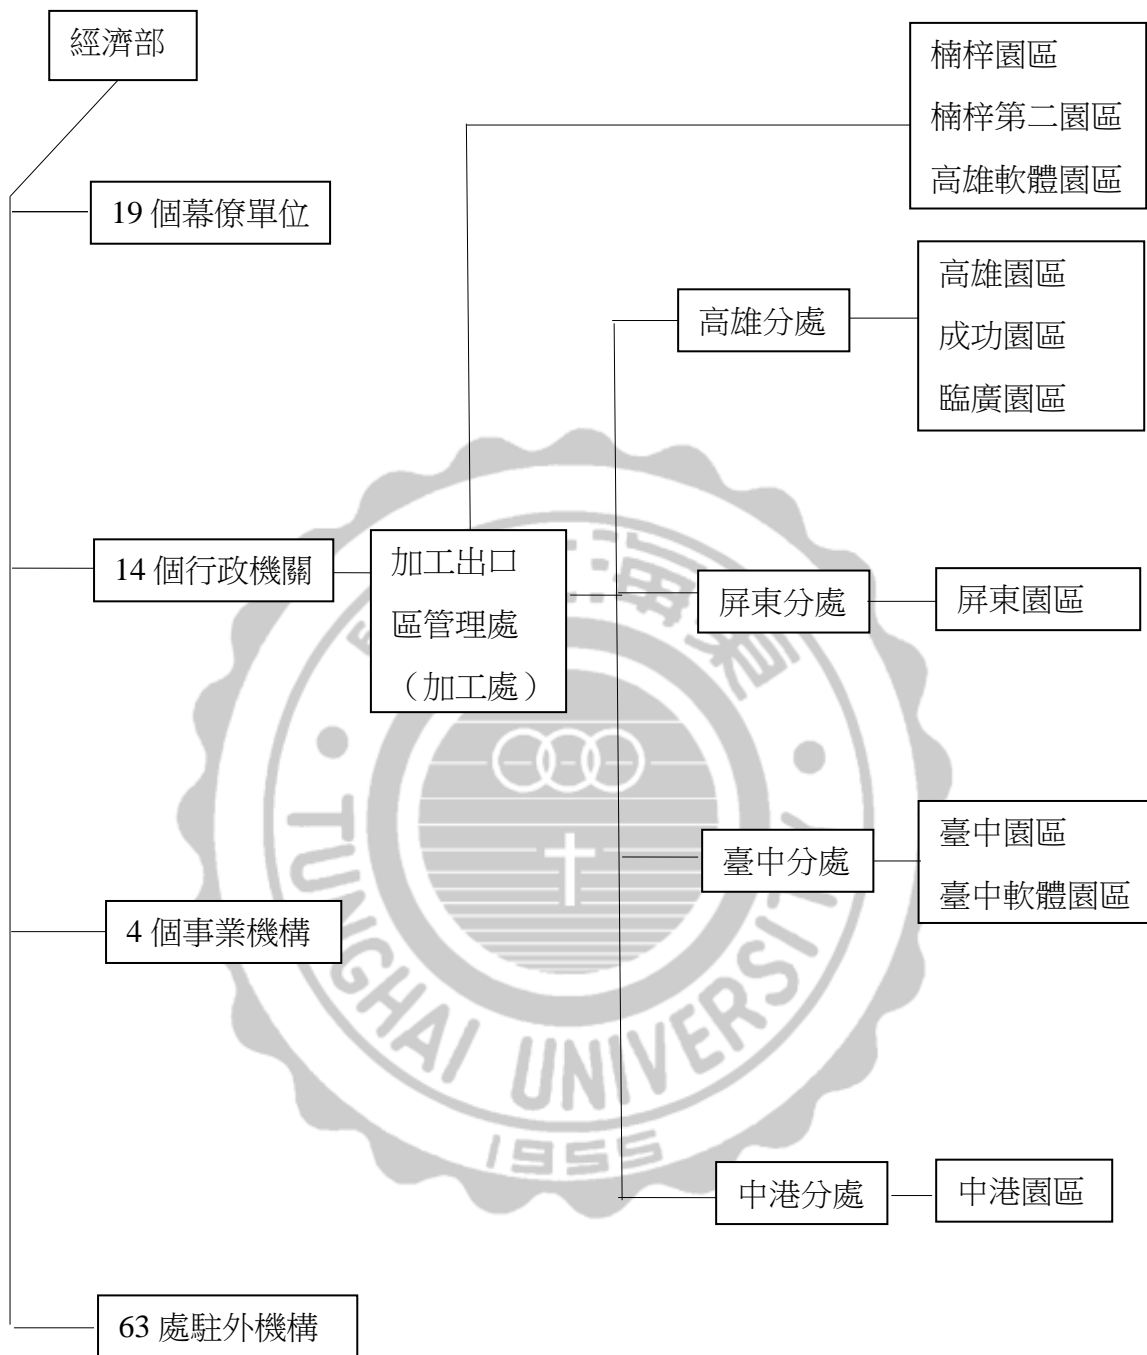 經濟部
19 個幕僚單位
14 個行政機關
4 個事業機構
63 處駐外機構
加工出口
區管理處
（加工處）
楠梓園區
楠梓第二園區
高雄軟體園區
高雄分處
高雄園區
成功園區
臨廣園區
屏東分處
屏東園區
臺中分處
臺中園區
臺中軟體園區
中港分處
中港園區
TUNGHAI UNIVERSITY
1955